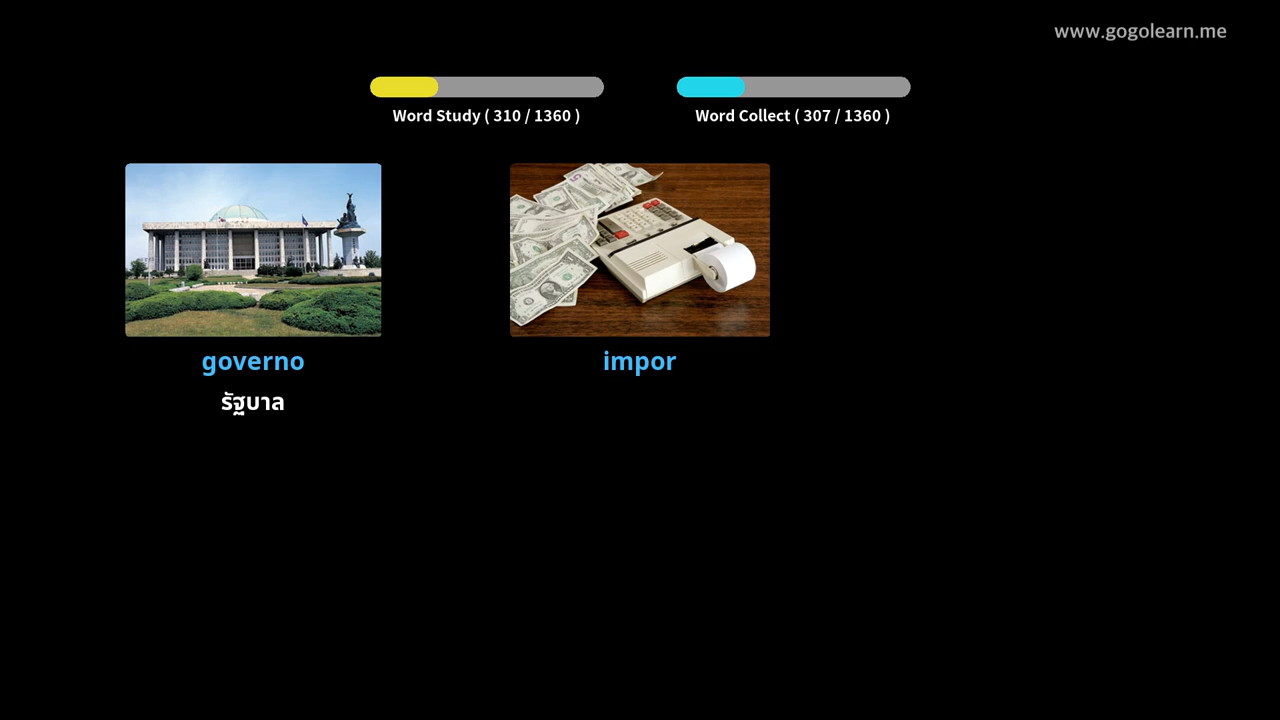 www.gogolearn.me
Word Study ( 310 / 1360 )
Word Collect ( 307 / 1360 )
governo
รัฐบาล
impor